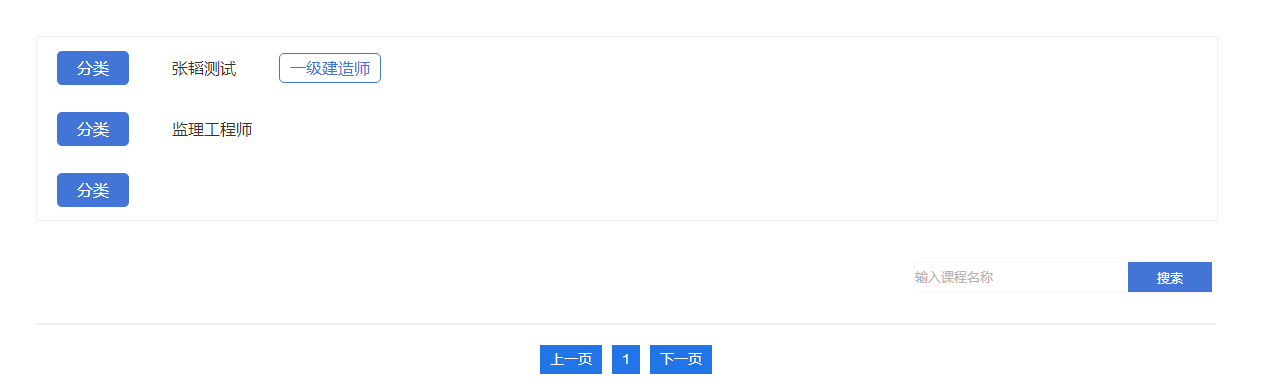 分类 张韬测试 一级建造师
分类 监理工程师
分类
输入课程名称 搜索
上一页 1 下一页